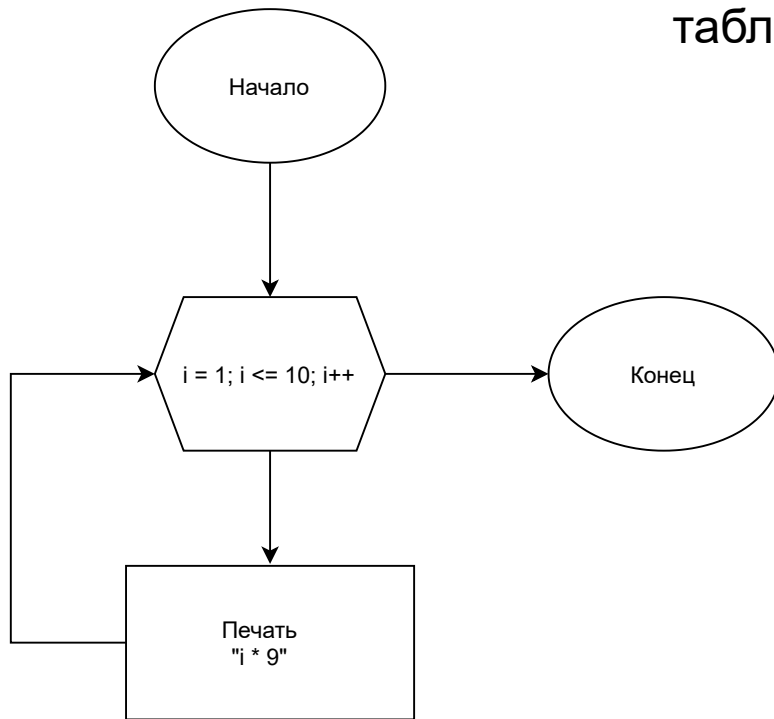 табл
Начало
i = 1; i <= 10; i++
Конец
Печать
"i * 9"